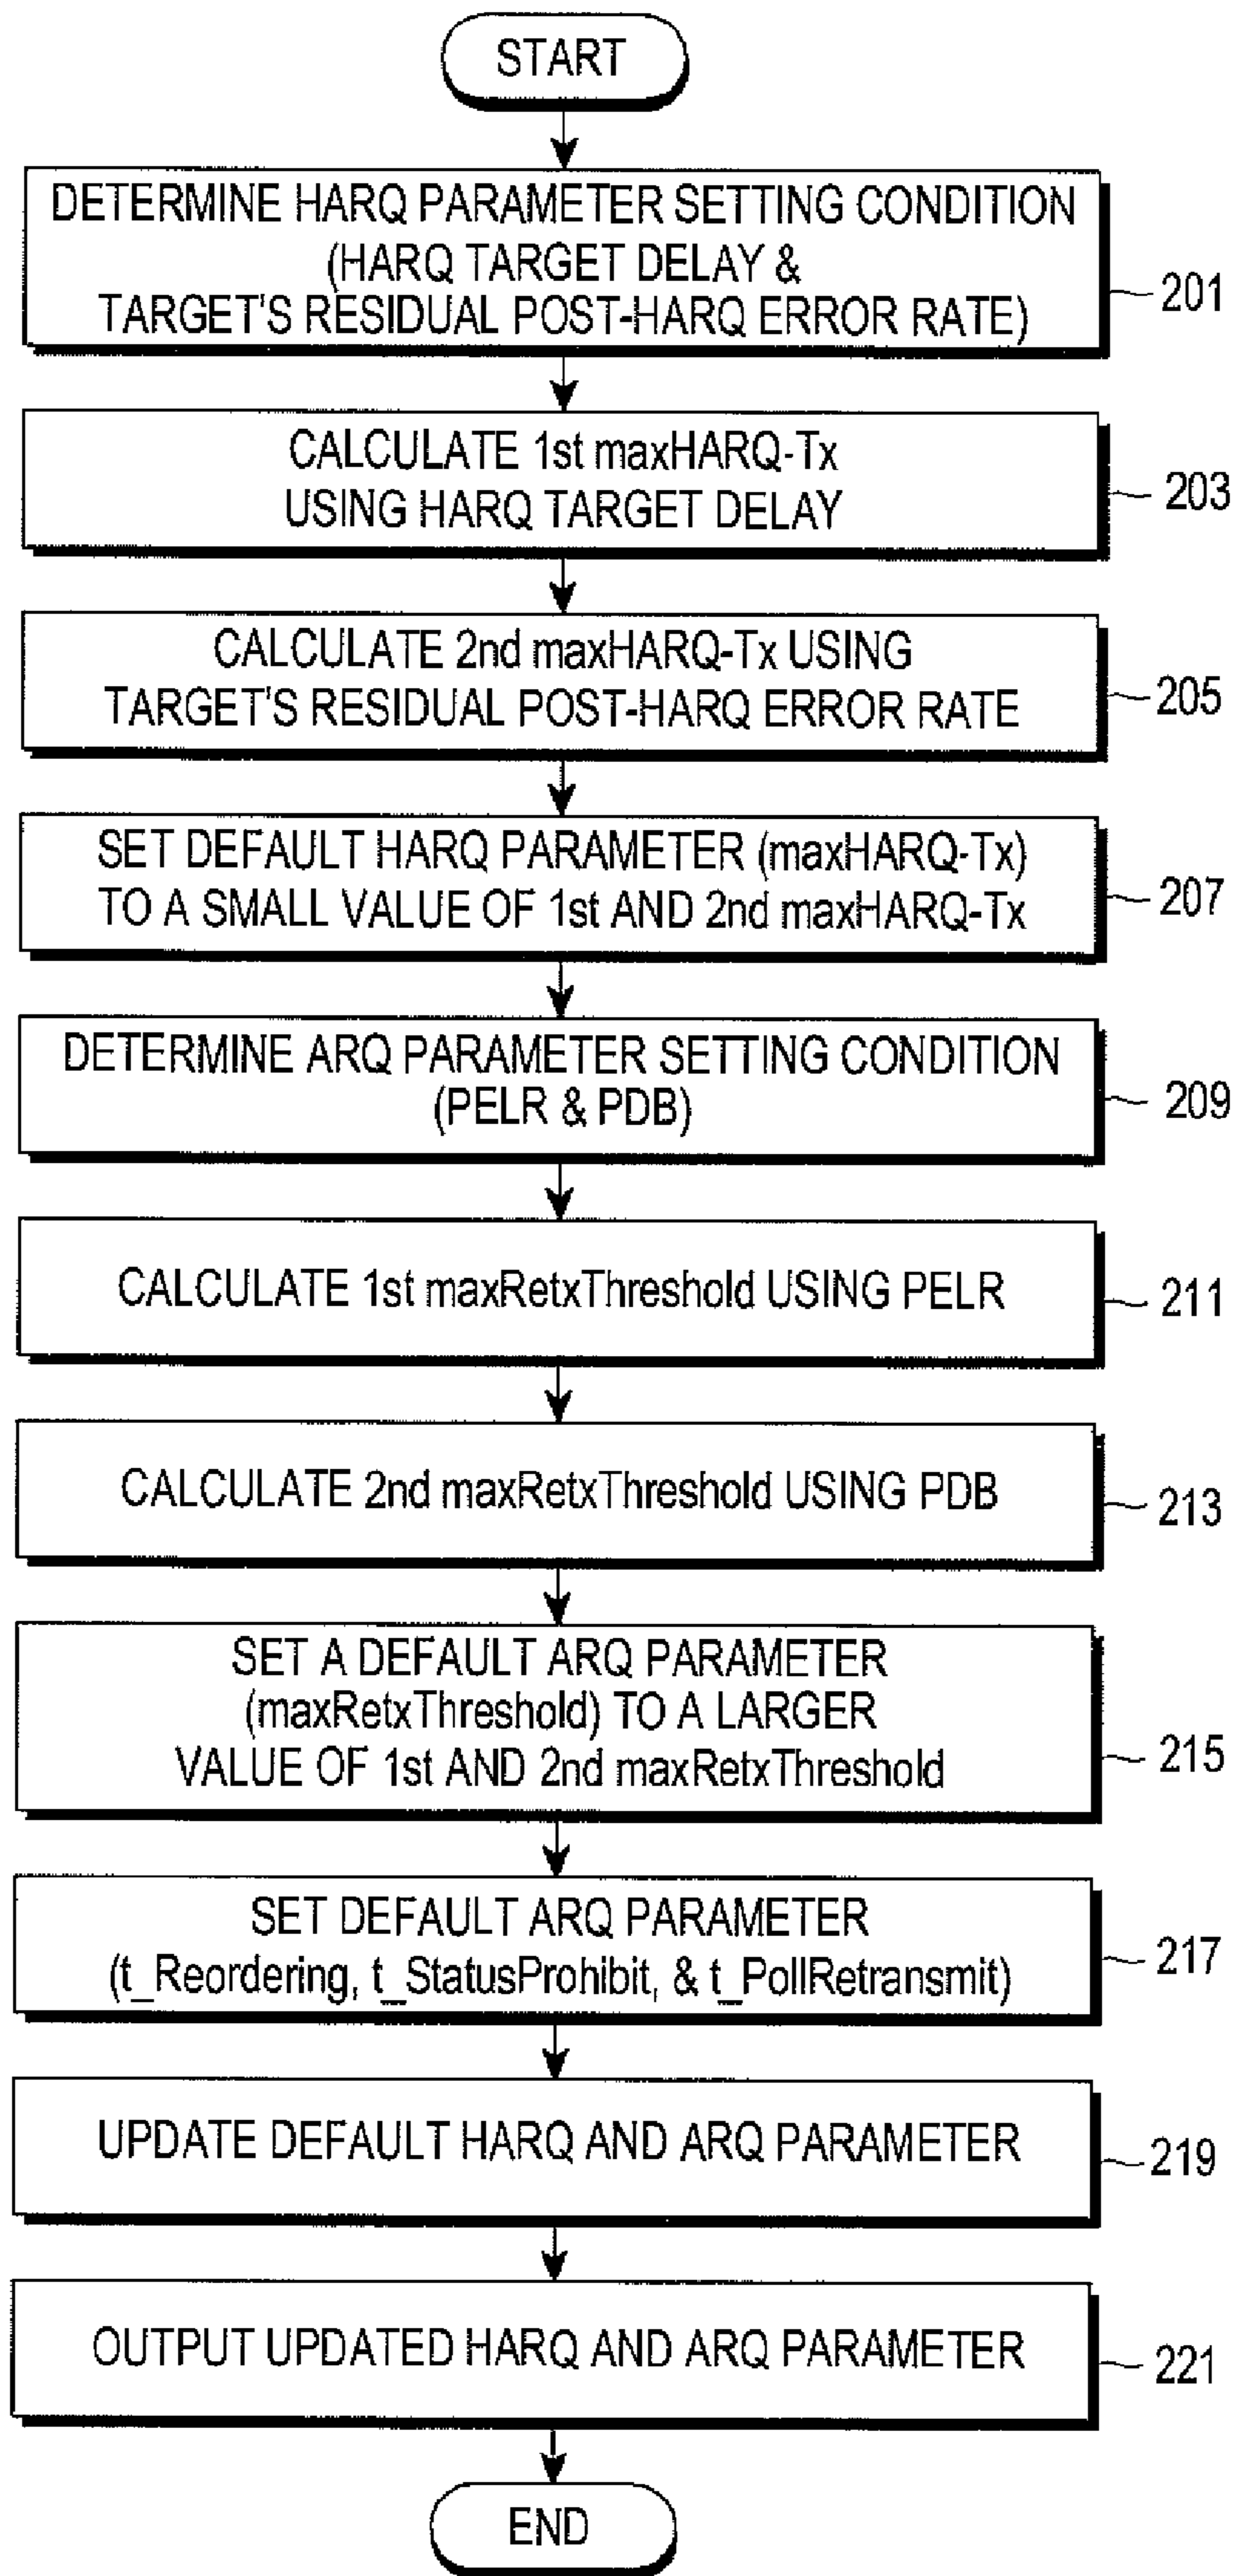 START
DETERMINE HARQ PARAMETER SETTING CONDITION
(HARQ TARGET DELAY &
TARGET'S RESIDUAL POST-HARQ ERROR RATE)
201
CALCULATE 1st maxHARQ-Tx
USING HARQ TARGET DELAY
203
CALCULATE 2nd maxHARQ-Tx USING
TARGET'S RESIDUAL POST-HARQ ERROR RATE
205
SET DEFAULT HARQ PARAMETER (maxHARQ-Tx)
TO A SMALL VALUE OF 1st AND 2nd maxHARQ-Tx
207
DETERMINE ARQ PARAMETER SETTING CONDITION
(PELR & PDB)
209
CALCULATE 1st maxRetxThreshold USING PELR
211
CALCULATE 2nd maxRetxThreshold USING PDB
213
SET A DEFAULT ARQ PARAMETER
(maxRetxThreshold) TO A LARGER
VALUE OF 1st AND 2nd maxRetxThreshold
215
SET DEFAULT ARQ PARAMETER
(t_Reordering, t_StatusProhibit, & t_PollRetransmit)
217
UPDATE DEFAULT HARQ AND ARQ PARAMETER
219
OUTPUT UPDATED HARQ AND ARQ PARAMETER
221
END